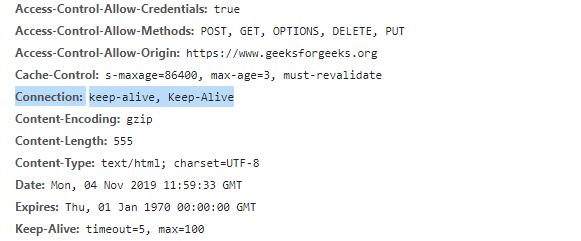 Access-Control-Allow-Credentials: true
Access-Control-Allow-Methods: POST, GET, OPTIONS, DELETE, PUT
Access-Control-Allow-Origin: https://www.geeksforgeeks.org
Cache-Control: s-maxage=86400, max-age=3, must-revalidate
Connection: keep-alive, Keep-Alive
Content-Encoding: gzip
Content-Length: 555
Content-Type: text/html; charset=UTF-8
Date: Mon, 04 Nov 2019 11:59:33 GMT
Expires: Thu, 01 Jan 1970 00:00:00 GMT
Keep-Alive: timeout=5, max=100